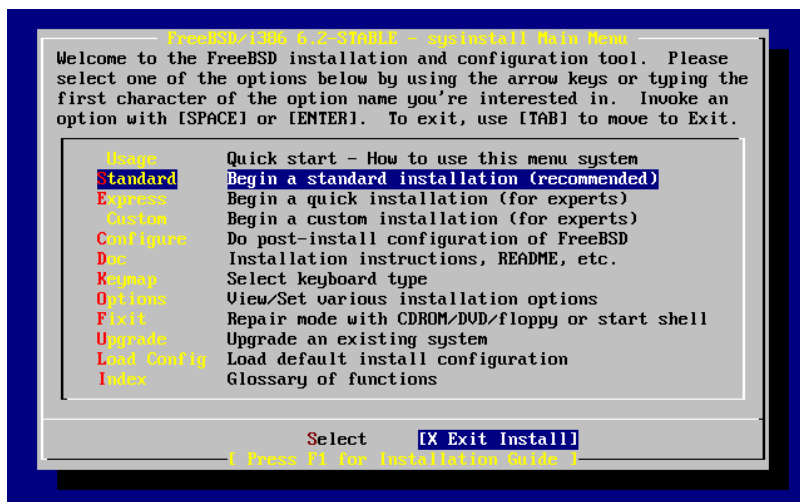 FreeBSD/i386 6.2-STABLE - sysinstall Main Menu
Welcome to the FreeBSD installation and configuration tool. Please
select one of the options below by using the arrow keys or typing the
first character of the option name you're interested in. Invoke an
option with [SPACE] or [ENTER]. To exit, use [TAB] to move to Exit.
Usage Quick start - How to use this menu system
Standard Begin a standard installation (recommended)
Express Begin a quick installation (for experts)
Custom Begin a custom installation (for experts)
Configure Do post-install configuration of FreeBSD
Doc Installation instructions, README, etc.
Keymap Select keyboard type
Options View/Set various installation options
Fixit Repair mode with CDROM/DVD/floppy or start shell
Upgrade Upgrade an existing system
Load Config Load default install configuration
Index Glossary of functions
Select [X Exit Install]
[ Press F1 for Installation Guide ]